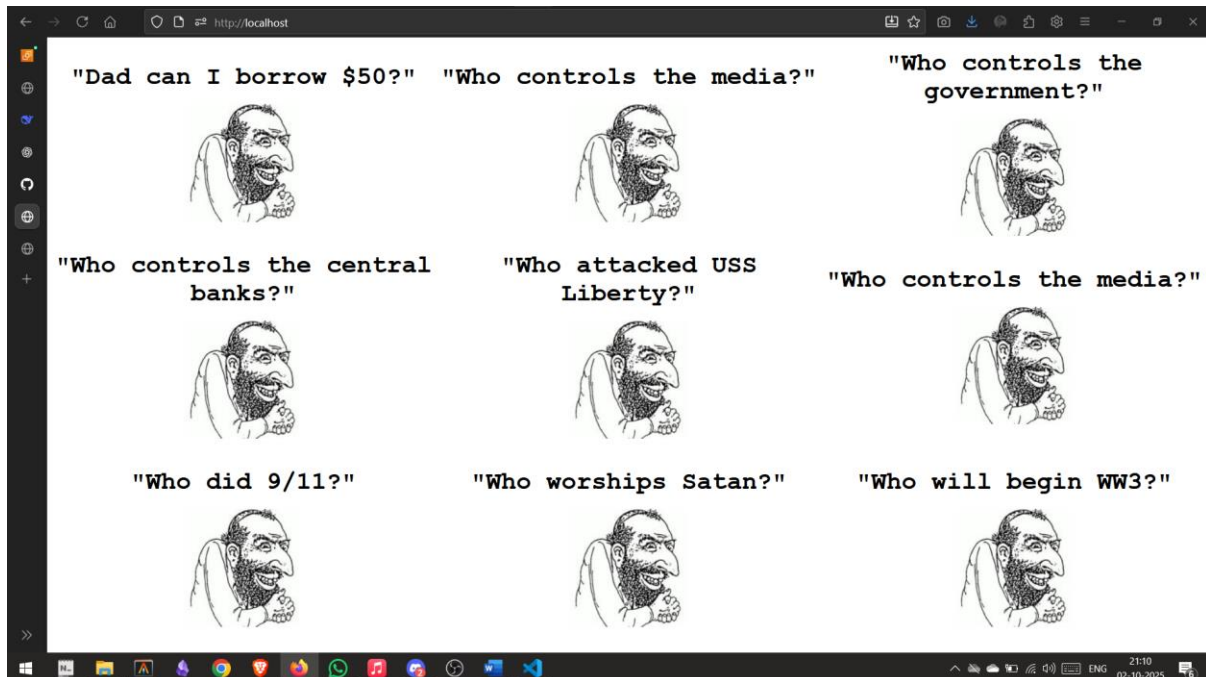 http://localhost
"Dad can I borrow $50?"
"Who controls the media?"
"Who controls the
government?"
"Who controls the central
banks?"
"Who attacked USS
Liberty?"
"Who controls the media?"
"Who did 9/11?"
"Who worships Satan?"
"Who will begin WW3?"
ENG
21:10
02-10-2025